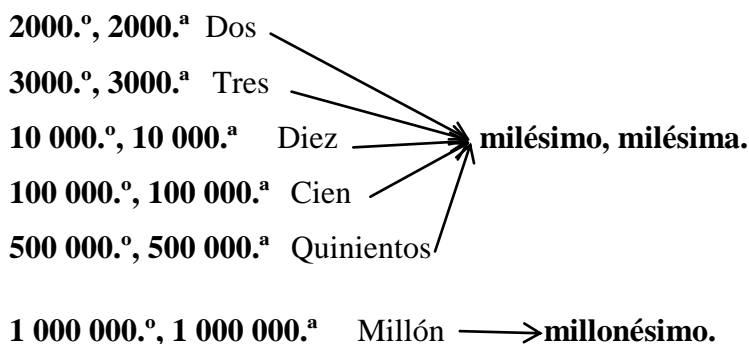 2000.º, 2000.ª Dos
3000.º, 3000.ª Tres
10 000.º, 10 000.ª Diez milésimo, milésima.
100 000.º, 100 000.ª Cien
500 000.º, 500 000.ª Quinientos
1 000 000.º, 1 000 000.ª Millón millonésimo.